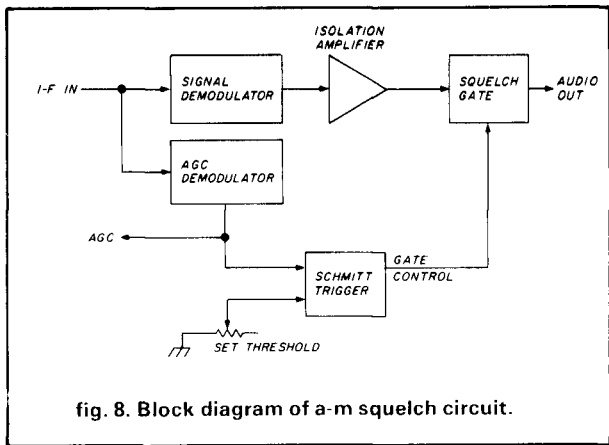 ISOLATION
AMPLIFIER
I-F IN
SIGNAL
DEMODULATOR
SQUELCH
GATE
AUDIO
OUT
AGC
DEMODULATOR
AGC
SCHMITT
TRIGGER
GATE
CONTROL
SET THRESHOLD
fig. 8. Block diagram of a-m squelch circuit.